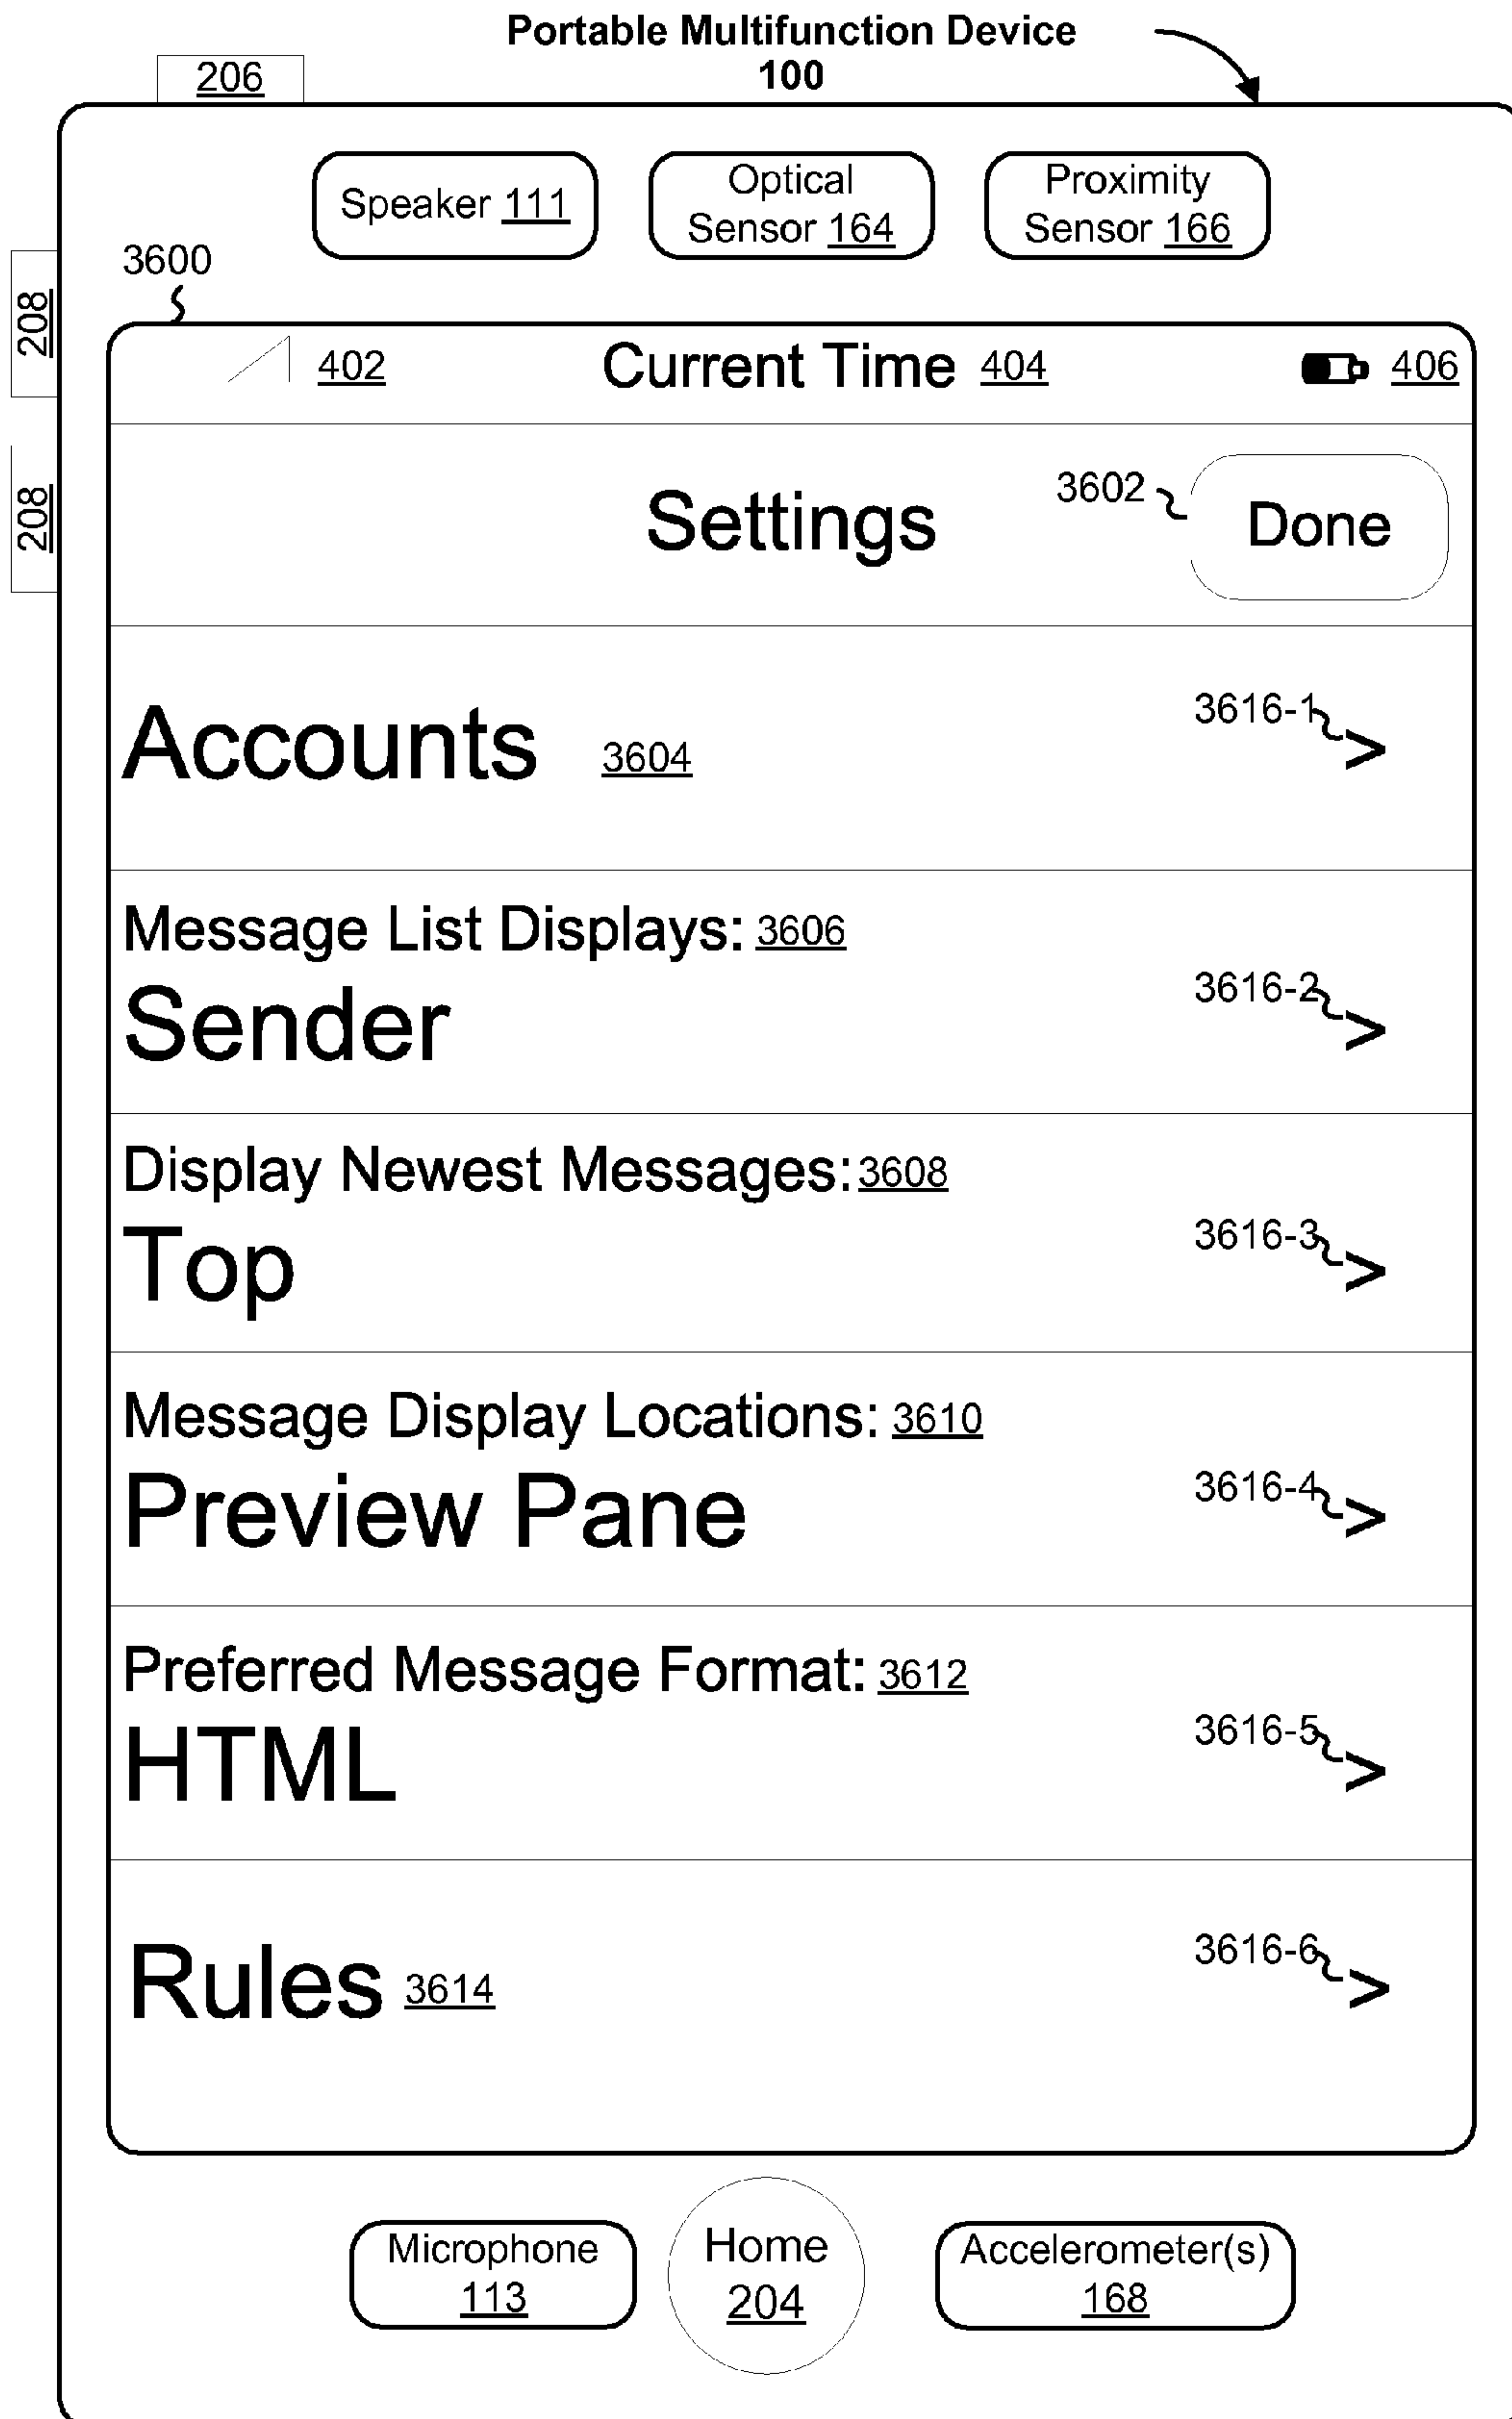 Portable Multifunction Device
100
206
Speaker 111
Optical
Sensor 164
Proximity
Sensor 166
3600
208
402
Current Time 404
406
208
Settings
3602
Done
Accounts 3604
3616-1
>
Message List Displays: 3606
Sender
3616-2
>
Display Newest Messages: 3608
Top
3616-3
>
Message Display Locations: 3610
Preview Pane
3616-4
>
Preferred Message Format: 3612
HTML
3616-5
>
Rules 3614
3616-6
>
Microphone
113
Home
204
Accelerometer(s)
168